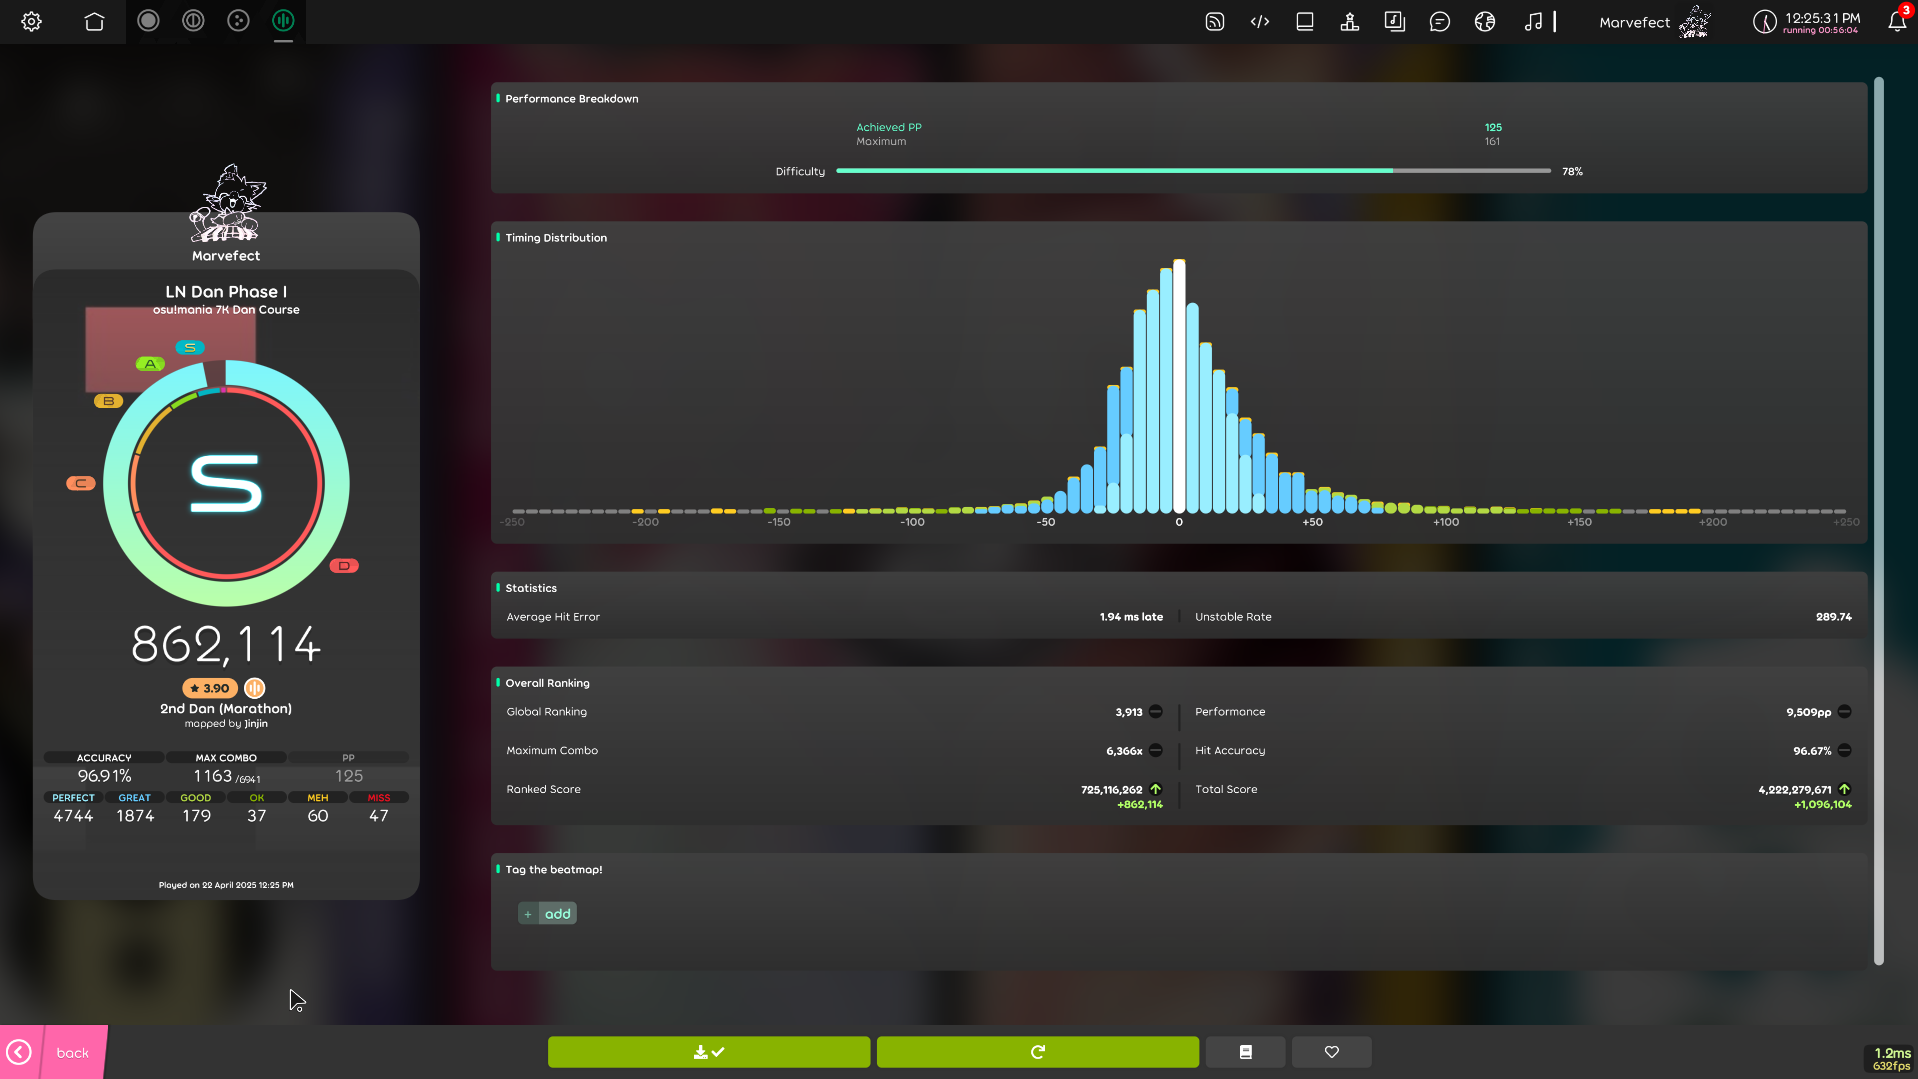 Marvefect
12:25:31 PM
running 00:56:04
3
Marvefect
LN Dan Phase I
osu!mania 7K Dan Course
S
A
B
C
D
S
862,114
3.90
2nd Dan (Marathon)
mapped by Jinjin
ACCURACY MAX COMBO PP
96.91% 1163 /6941 125
PERFECT GREAT GOOD OK MEH MISS
4744 1874 179 37 60 47
Played on 22 April 2025 12:25 PM
Performance Breakdown
Achieved PP 125
Maximum 161
Difficulty 78%
Timing Distribution
-250 -200 -150 -100 -50 0 +50 +100 +150 +200 +250
Statistics
Average Hit Error 1.94 ms late Unstable Rate 289.74
Overall Ranking
Global Ranking 3,913 Performance 9,509pp
Maximum Combo 6,366x Hit Accuracy 96.67%
Ranked Score 725,116,262 Total Score 4,222,279,671
+862,114 +1,096,104
Tag the beatmap!
+ add
back
1.2ms
632fps